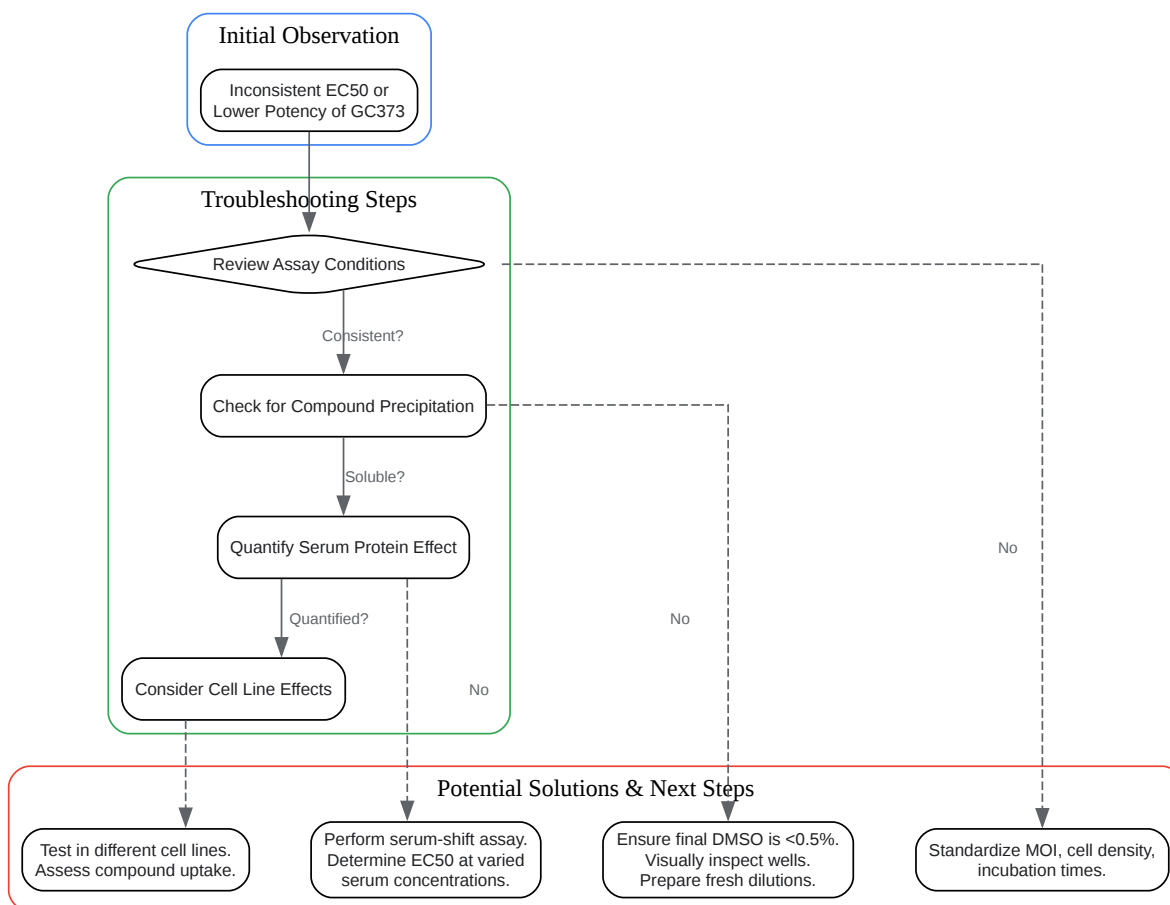 Initial Observation
Inconsistent EC50 or
Lower Potency of GC373
Troubleshooting Steps
Review Assay Conditions
Consistent?
Check for Compound Precipitation
Soluble?
Quantify Serum Protein Effect
No
Quantified?
No
Consider Cell Line Effects
No
Potential Solutions & Next Steps
Test in different cell lines.
Assess compound uptake.
Perform serum-shift assay.
Determine EC50 at varied
serum concentrations.
Ensure final DMSO is <0.5%.
Visually inspect wells.
Prepare fresh dilutions.
Standardize MOI, cell density,
incubation times.